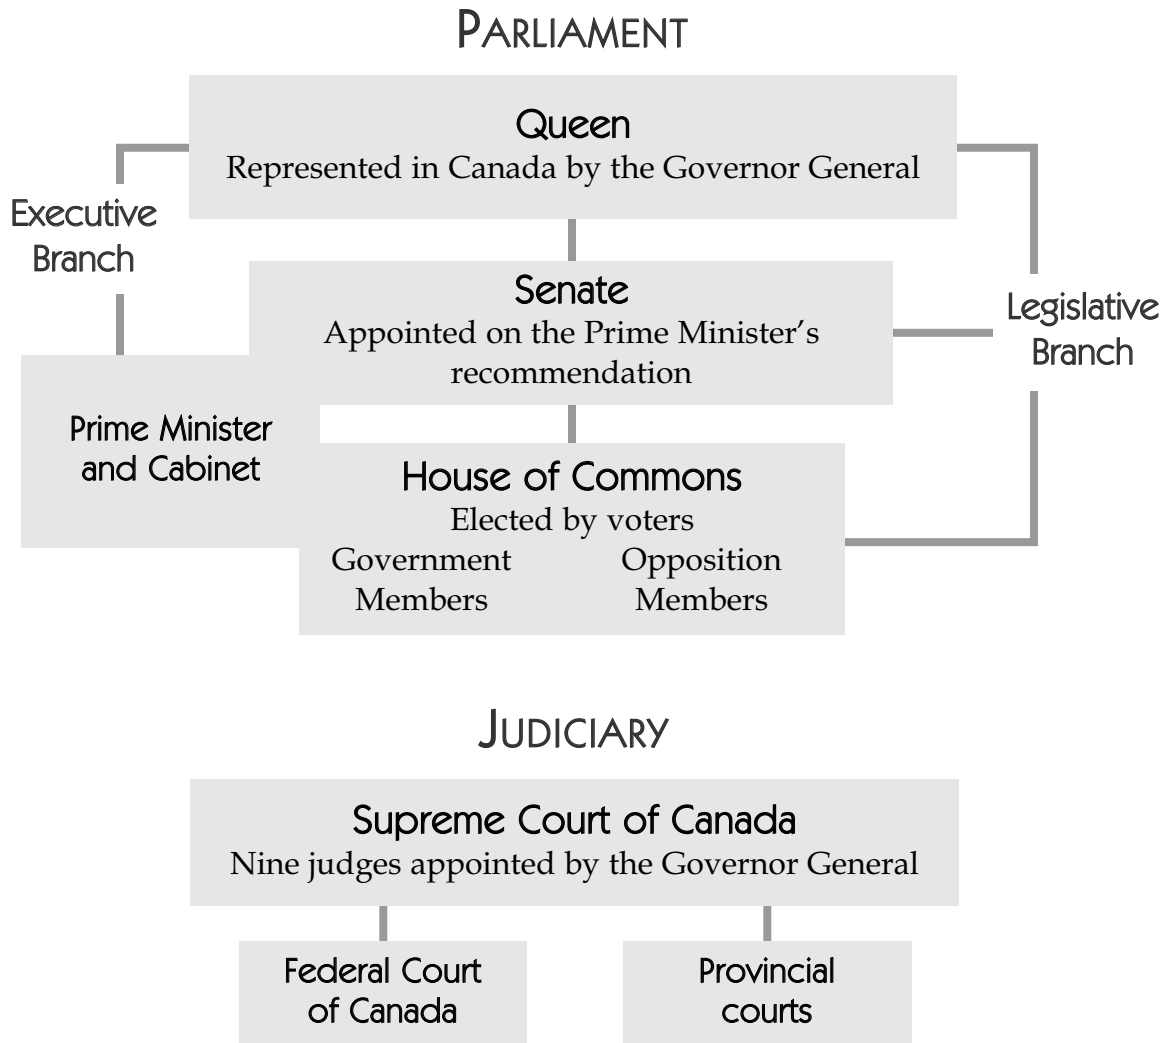 PARLIAMENT
Queen
Represented in Canada by the Governor General
Executive
Branch
Senate
Appointed on the Prime Minister’s
recommendation
Legislative
Branch
Prime Minister
and Cabinet
House of Commons
Elected by voters
Government
Members
Opposition
Members
JUDICIARY
Supreme Court of Canada
Nine judges appointed by the Governor General
Federal Court
of Canada
Provincial
courts